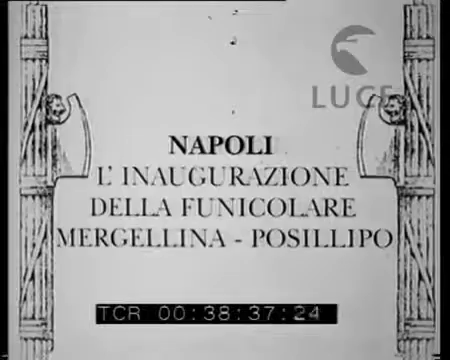 LUCE
NAPOLI
L' INAUGURAZIONE
DELLA FUNICOLARE
MERGELLINA - POSILLIPO
TCR 00:38:37:24